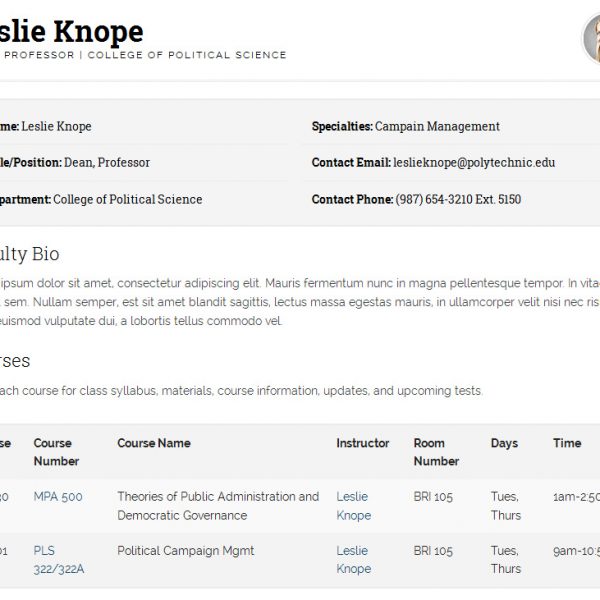 slie Knope
PROFESSOR | COLLEGE OF POLITICAL SCIENCE
me: Leslie Knope
Specialties: Campain Management
le/Position: Dean, Professor
Contact Email: leslieknope@polytechnic.edu
partment: College of Political Science
Contact Phone: (987) 654-3210 Ext. 5150
ulty Bio
ipsum dolor sit amet, consectetur adipiscing elit. Mauris fermentum nunc in magna pellentesque tempor. In vita
sem. Nullam semper, est sit amet blandit sagittis, lectus massa egestas mauris, in ullamcorper velit nisi nec ris
euismod vulputate dui, a lobortis tellus commodo vel.
rses
ach course for class syllabus, materials, course information, updates, and upcoming tests.
se
Course Number
Course Name
Instructor
Room Number
Days
Time
30
MPA 500
Theories of Public Administration and
Democratic Governance
Leslie
Knope
BRI 105
Tues,
Thurs
1am-2:50
01
PLS
322/322A
Political Campaign Mgmt
Leslie
Knope
BRI 105
Tues,
Thurs
9am-10:5